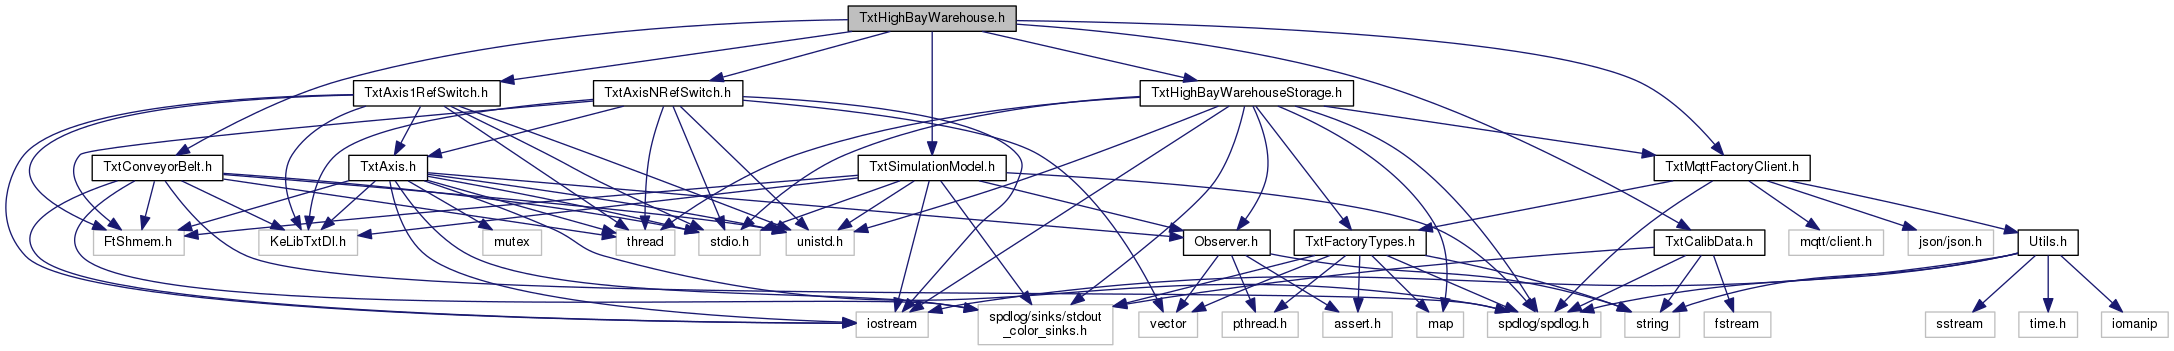 TxtHighBayWarehouse.h
TxtAxis1RefSwitch.h
TxtAxisNRefSwitch.h
TxtHighBayWarehouseStorage.h
TxtConveyorBelt.h
TxtAxis.h
TxtSimulationModel.h
TxtMqttFactoryClient.h
FtShmem.h
KeLibTxtDl.h
mutex
thread
stdio.h
unistd.h
Observer.h
TxtFactoryTypes.h
TxtCalibData.h
mqtt/client.h
json/json.h
Utils.h
iostream
spdlog/sinks/stdout
_color_sinks.h
vector
pthread.h
assert.h
map
spdlog/spdlog.h
string
fstream
sstream
time.h
iomanip